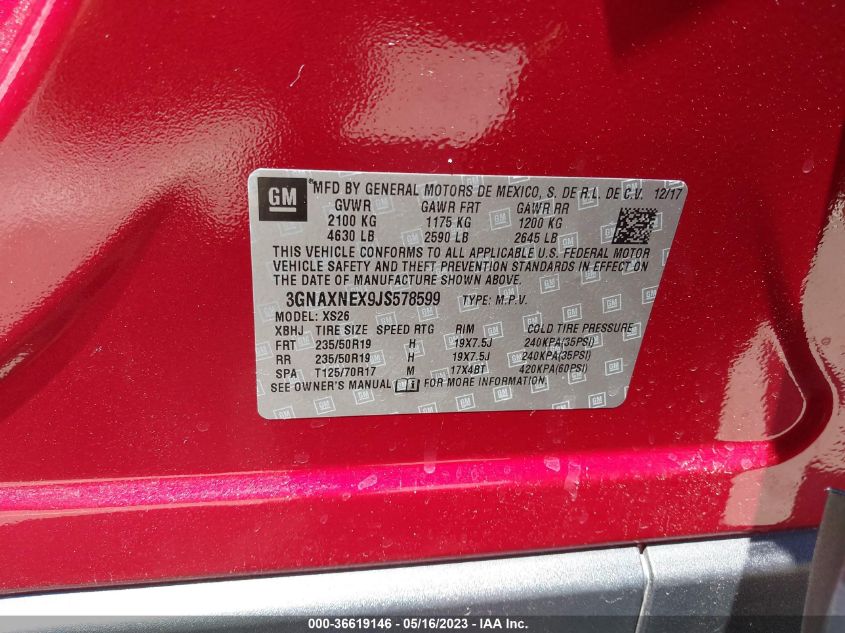 GM *MFD BY GENERAL MOTORS DE MEXICO, S. DE R.L. DE C.V. 12/17
GVWR GAWR FRT GAWR RR
2100 KG 1175 KG 1200 KG
4630 LB 2590 LB 2645 LB
THIS VEHICLE CONFORMS TO ALL APPLICABLE U.S. FEDERAL MOTOR
VEHICLE SAFETY AND THEFT PREVENTION STANDARDS IN EFFECT ON
THE DATE OF MANUFACTURE SHOWN ABOVE.
3GNAXNEX9JS578599 TYPE: M.P.V.
MODEL: XS26
XBHJ TIRE SIZE SPEED RTG RIM COLD TIRE PRESSURE
FRT 235/50R19 H 19X7.5J 240KPA(35PSI)
RR 235/50R19 H 19X7.5J 240KPA(35PSI)
SPA T125/70R17 M 17X4BT 420KPA(60PSI)
SEE OWNER'S MANUAL i FOR MORE INFORMATION.
000-36619146 - 05/16/2023 - IAA Inc.